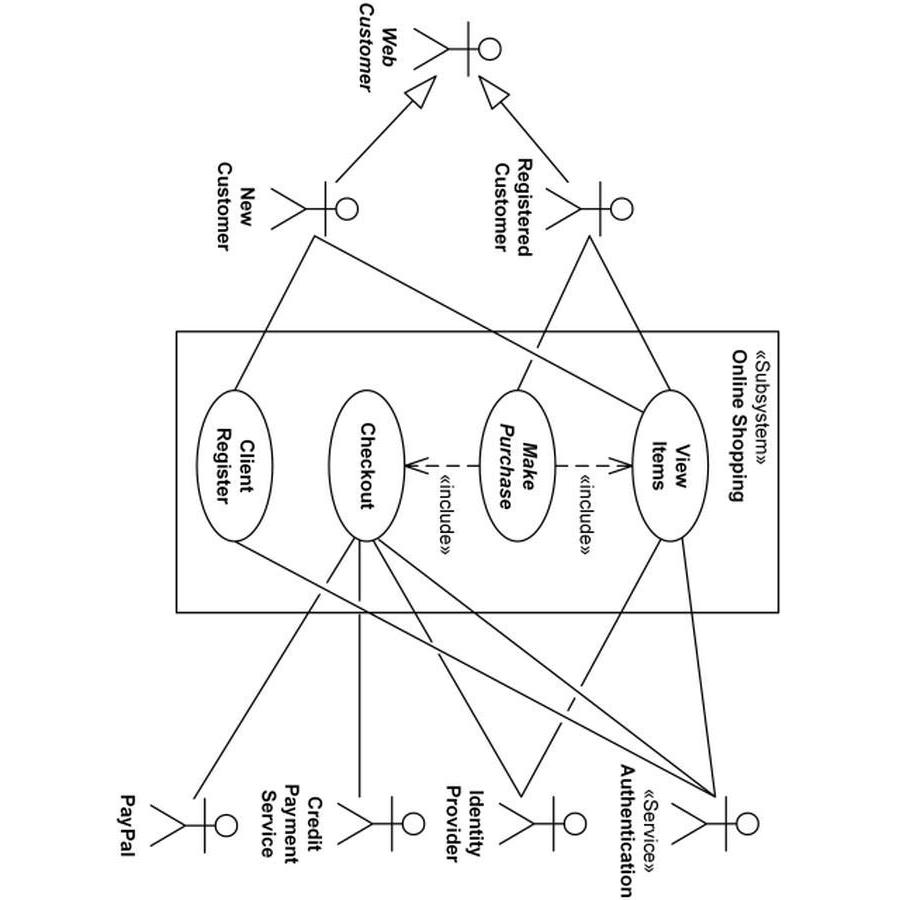 «Subsystem»
Online Shopping
Web
Customer
Registered
Customer
New
Customer
View
Items
«include»
Make
Purchase
«include»
Checkout
Client
Register
«Service»
Authentication
Identity
Provider
Credit
Payment
Service
PayPal